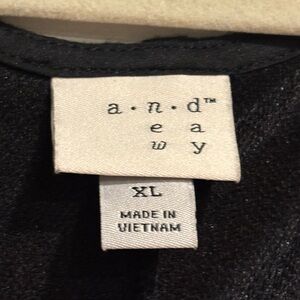 a • n • d™
e a
w y
XL
MADE IN
VIETNAM